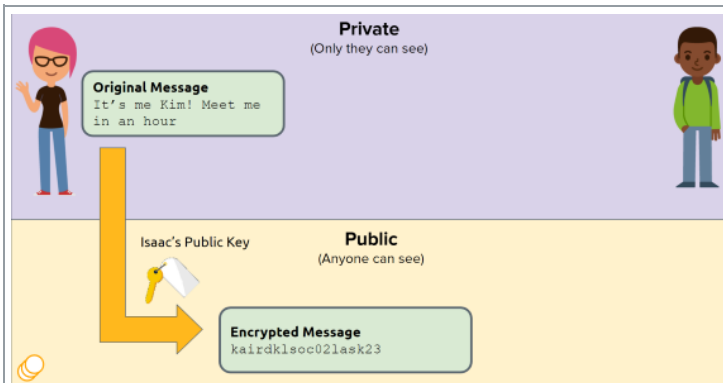 Private
(Only they can see)
Original Message
It's me Kim! Meet me
in an hour
Isaac's Public Key
Public
(Anyone can see)
Encrypted Message
kairdklsoc02lask23